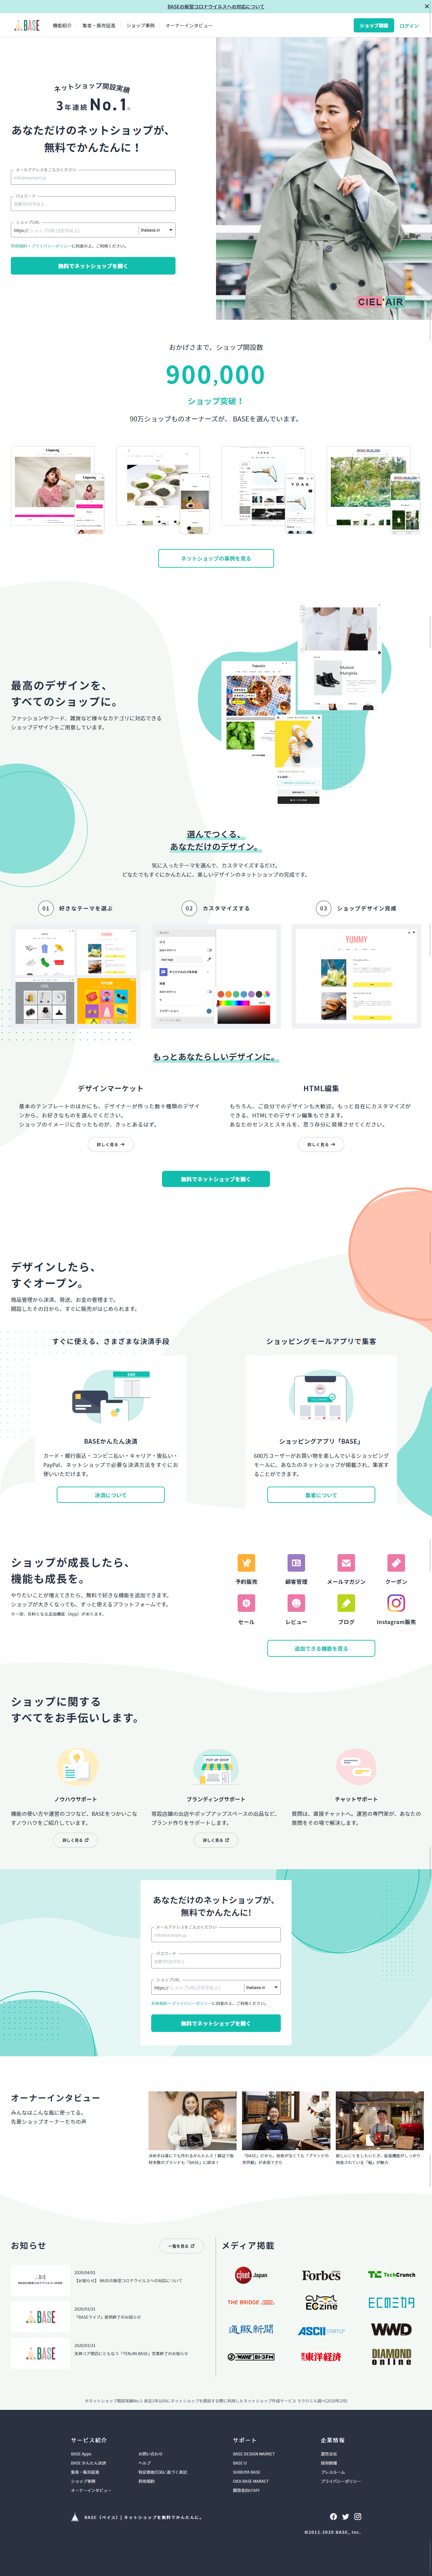 BASEの新型コロナウイルスへの対応について
BASE
機能紹介
集客・販売促進
ショップ事例
オーナーインタビュー
ショップ開設
ログイン
ネットショップ開設実績
3年連続 No.1
あなただけのネットショップが、
無料でかんたんに！
メールアドレスをご入力ください
info@example.jp
パスワード
ショップURL
https://
thebase.in
利用規約・プライバシーポリシーに同意の上、ご利用ください。
無料でネットショップを開く
CIEL AIR
おかげさまで、ショップ開設数
900,000
ショップ突破！
90万ショップものオーナーズが、BASEを選んでいます。
YOAK
ネットショップの事例を見る
最高のデザインを、
すべてのショップに。
ファッションやフード、雑貨など様々なカテゴリに対応できる
ショップデザインをご用意しています。
選んでつくる、
あなただけのデザイン。
気に入ったテーマを選んで、カスタマイズするだけ。
どなたでもすぐにかんたんに、美しいデザインのネットショップの完成です。
01 好きなテーマを選ぶ
02 カスタマイズする
03 ショップデザイン完成
YUMMY
もっとあなたらしいデザインに。
デザインマーケット
基本のテンプレートのほかにも、デザイナーが作った数十種類のデザインから、お好きなものを選んでください。
ショップのイメージに合ったものが、きっとあるはず。
詳しく見る
HTML編集
もちろん、ご自分でのデザインも大歓迎。もっと自在にカスタマイズができる、HTMLでのデザイン編集もできます。
あなたのセンスとスキルを、思う存分に発揮させてください。
詳しく見る
無料でネットショップを開く
デザインしたら、
すぐオープン。
商品管理から決済、発送、お金の管理まで。
開設したその日から、すぐに販売がはじめられます。
すぐに使える、さまざまな決済手段
BASEかんたん決済
カード・銀行振込・コンビニ払い・キャリア・後払い・
PayPal、ネットショップで必要な決済方法をすぐにお
使いいただけます。
決済について
ショッピングモールアプリで集客
ショッピングアプリ「BASE」
600万ユーザーがお買い物を楽しんでいるショッピング
モールに、あなたのネットショップが掲載され、集客す
ることができます。
集客について
ショップが成長したら、
機能も成長を。
やりたいことが増えてきたら、無料で好きな機能を追加できます。
ショップが大きくなっても、ずっと使えるプラットフォームです。
※一部、有料となる追加機能（App）があります。
予約販売
顧客管理
メールマガジン
クーポン
セール
レビュー
ブログ
Instagram販売
追加できる機能を見る
ショップに関する
すべてをお手伝いします。
ノウハウサポート
機能の使い方や運営のコツなど、BASEをつかいこな
すノウハウをご紹介しています。
詳しく見る
POP-UP SHOP
ブランディングサポート
常設店舗の出店やポップアップスペースの出品など、
ブランド作りをサポートします。
詳しく見る
チャットサポート
質問は、直接チャットへ。運営の専門家が、あなたの
質問をその場で解決します。
あなただけのネットショップが、
無料でかんたんに！
メールアドレスをご入力ください
info@example.jp
パスワード
ショップURL
https://
thebase.in
利用規約・プライバシーポリシーに同意の上、ご利用ください。
無料でネットショップを開く
オーナーインタビュー
みんなはこんな風に使ってる。
先輩ショップオーナーたちの声
お知らせ
一覧を見る
2020/04/01
【お知らせ】BASEの新型コロナウイルスへの対応について
2020/03/31
「BASEライブ」提供終了のお知らせ
2020/03/31
メディア掲載
c|net Japan
Forbes
TechCrunch
THE BRIDGE
ECzine
ECのミカタ
通販新聞
ASCII STARTUP
WWD
東洋経済
DIAMOND online
サービス紹介
BASE Apps
BASE かんたん決済
集客・販売促進
ショップ事例
オーナーインタビュー
お問い合わせ
ヘルプ
特定商取引法に基づく表記
利用規約
サポート
BASE DESIGN MARKET
BASE U
SHIBUYA BASE
OIOI BASE MARKET
開発者向けAPI
企業情報
運営会社
採用情報
プレスルーム
プライバシーポリシー
BASE（ベイス）| ネットショップを無料でかんたんに。
©2012-2020 BASE, Inc.